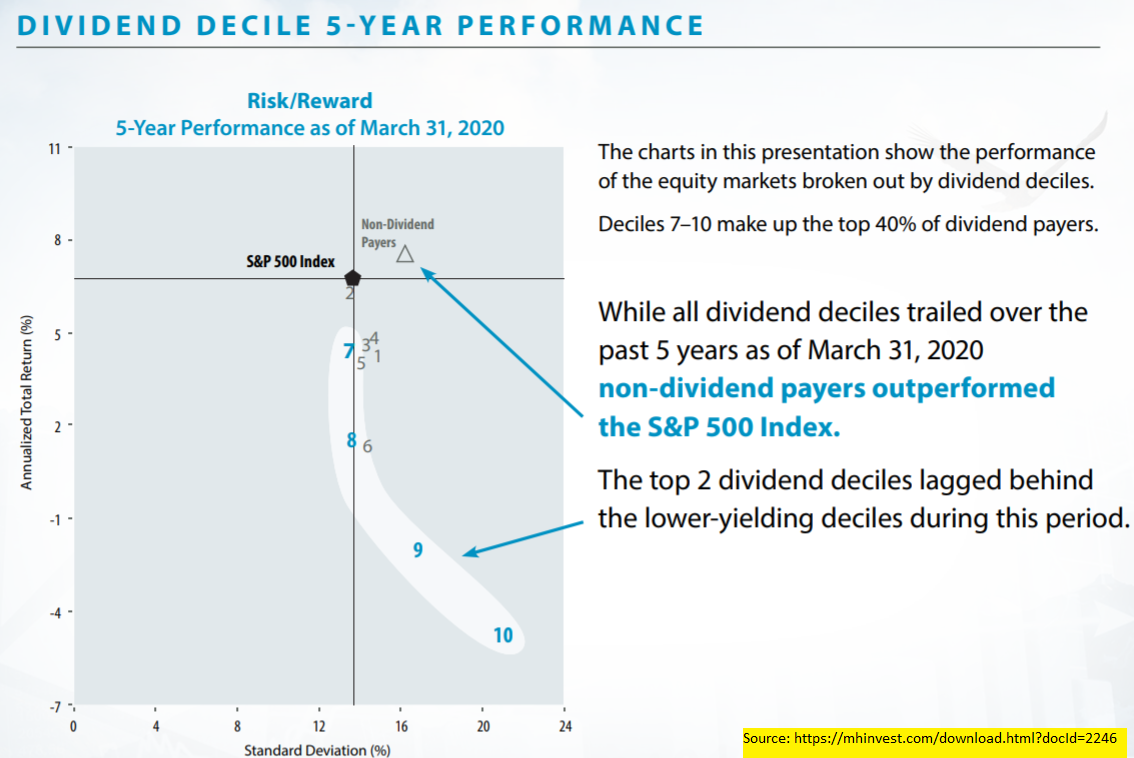 DIVIDEND DECILE 5-YEAR PERFORMANCE
Risk/Reward
5-Year Performance as of March 31, 2020
11
8
5
2
-1
-4
-7
Annualized Total Return (%)
Non-Dividend
Payers
S&P 500 Index
2
7
3
4
1
5
8
6
9
10
0
4
8
12
16
20
24
Standard Deviation (%)
The charts in this presentation show the performance
of the equity markets broken out by dividend deciles.
Deciles 7–10 make up the top 40% of dividend payers.
While all dividend deciles trailed over the
past 5 years as of March 31, 2020
non-dividend payers outperformed
the S&P 500 Index.
The top 2 dividend deciles lagged behind
the lower-yielding deciles during this period.
Source: https://mhinvest.com/download.html?docId=2246